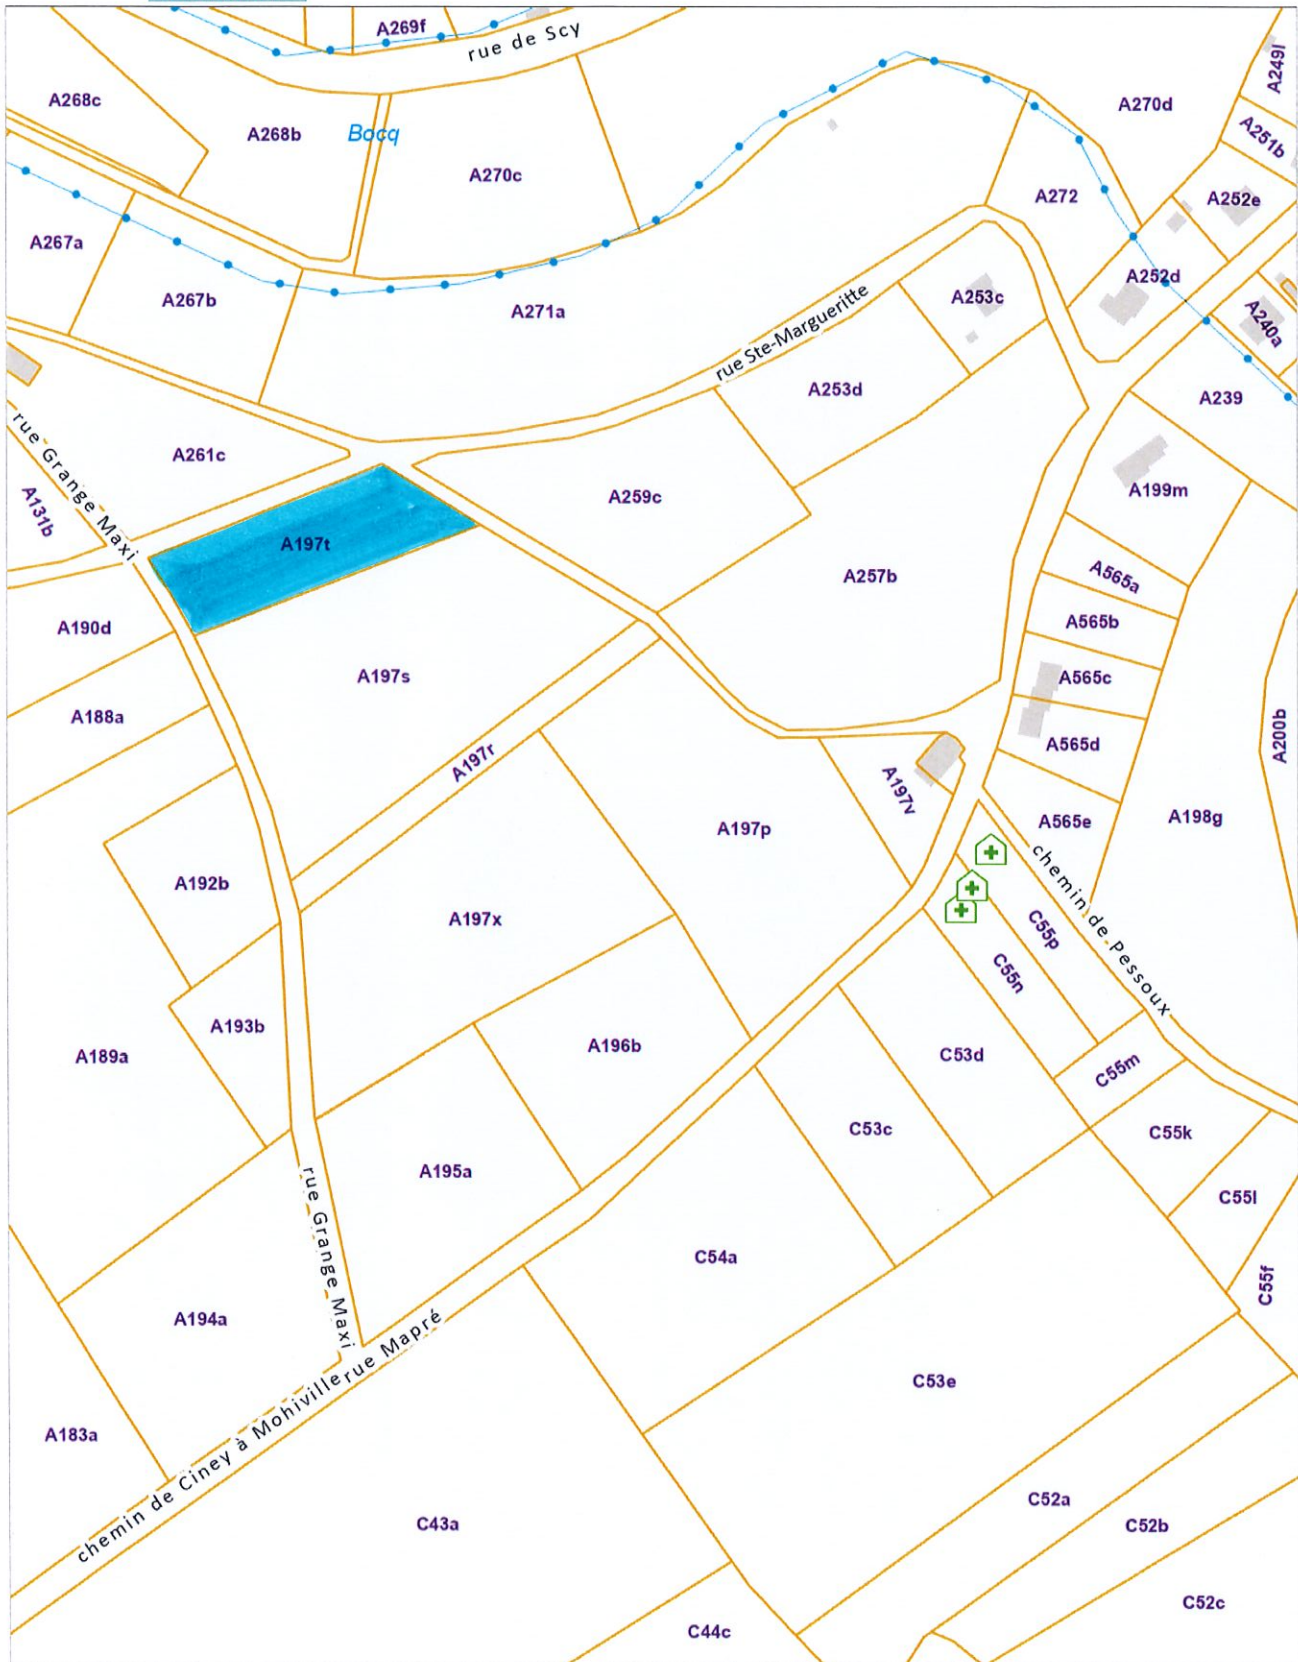 A269f
rue de Scy
A249l
A268c
A270d
A268b
Bocq
A251b
A270c
A272
A252e
A267a
A252d
A267b
A253c
A271a
A240a
rue Ste-Margueritte
A253d
A239
rue Grange Maxi
A261c
A131b
A259c
A199m
A197t
A257b
A565a
A190d
A565b
A197s
A565c
A188a
A565d
A200b
A197r
A197v
A197p
A565e
A198g
chemin de Pessoux
A192b
A197x
C55p
C55n
A193b
A196b
C53d
A189a
C55m
C53c
C55k
A195a
rue Grange Maxi
C55l
C54a
C55f
A194a
rue Mapré
C53e
A183a
chemin de Ciney à Mohiville
C52a
C43a
C52b
C52c
C44c